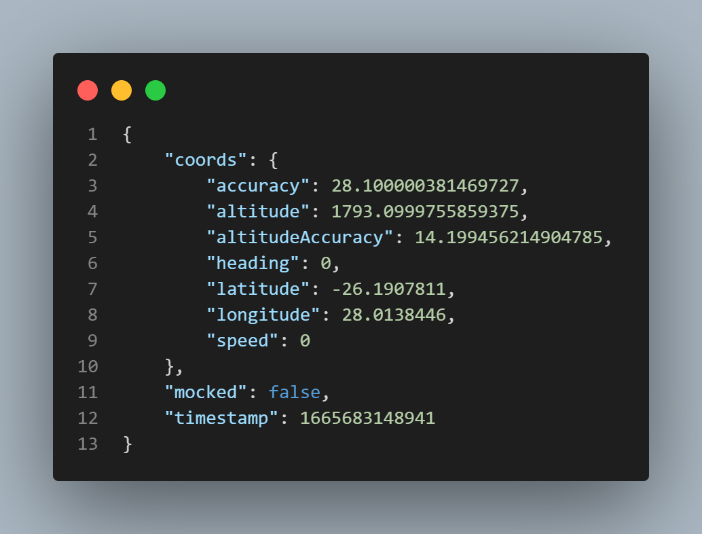 1 {
2     "coords": {
3         "accuracy": 28.100000381469727,
4         "altitude": 1793.0999755859375,
5         "altitudeAccuracy": 14.199456214904785,
6         "heading": 0,
7         "latitude": -26.1907811,
8         "longitude": 28.0138446,
9         "speed": 0
10     },
11     "mocked": false,
12     "timestamp": 1665683148941
13 }